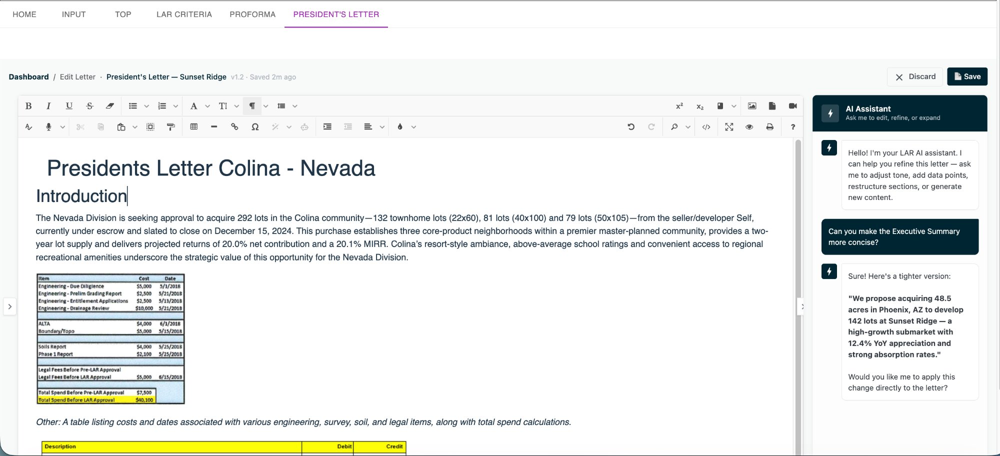 HOME INPUT TOP LAR CRITERIA PROFORMA PRESIDENT'S LETTER
Dashboard / Edit Letter · President's Letter — Sunset Ridge v1.2 · Saved 2m ago
Discard Save
Presidents Letter Colina - Nevada
Introduction
The Nevada Division is seeking approval to acquire 292 lots in the Colina community—132 townhome lots (22x60), 81 lots (40x100) and 79 lots (50x105)—from the seller/developer Self,
currently under escrow and slated to close on December 15, 2024. This purchase establishes three core-product neighborhoods within a premier master-planned community, provides a two-
year lot supply and delivers projected returns of 20.0% net contribution and a 20.1% MIRR. Colina’s resort-style ambiance, above-average school ratings and convenient access to regional
recreational amenities underscore the strategic value of this opportunity for the Nevada Division.
Item Cost Date
Engineering - Due Diligience $5,000 5/1/2018
Engineering - Prelim Grading Report $2,500 5/21/2018
Engineering - Entitlement Applications $2,500 5/13/2018
Engineering - Drainage Review $10,000 5/21/2018
ALTA $4,000 6/1/2018
Boundary/Topo $5,000 5/15/2018
Soils Report $4,000 5/25/2018
Phase 1 Report $2,100 5/25/2018
Legal Fees Before Pre-LAR Approval
Legal Fees Before LAR Approval $5,000 6/15/2018
Total Spend Before Pre-LAR Approval $7,500
Total Spend Before LAR Approval $40,100
Other: A table listing costs and dates associated with various engineering, survey, soil, and legal items, along with total spend calculations.
Description Debit Credit
AI Assistant
Ask me to edit, refine, or expand
Hello! I'm your LAR AI assistant. I
can help you refine this letter — ask
me to adjust tone, add data points,
restructure sections, or generate
new content.
Can you make the Executive Summary
more concise?
Sure! Here's a tighter version:
"We propose acquiring 48.5
acres in Phoenix, AZ to develop
142 lots at Sunset Ridge — a
high-growth submarket with
12.4% YoY appreciation and
strong absorption rates."
Would you like me to apply this
change directly to the letter?